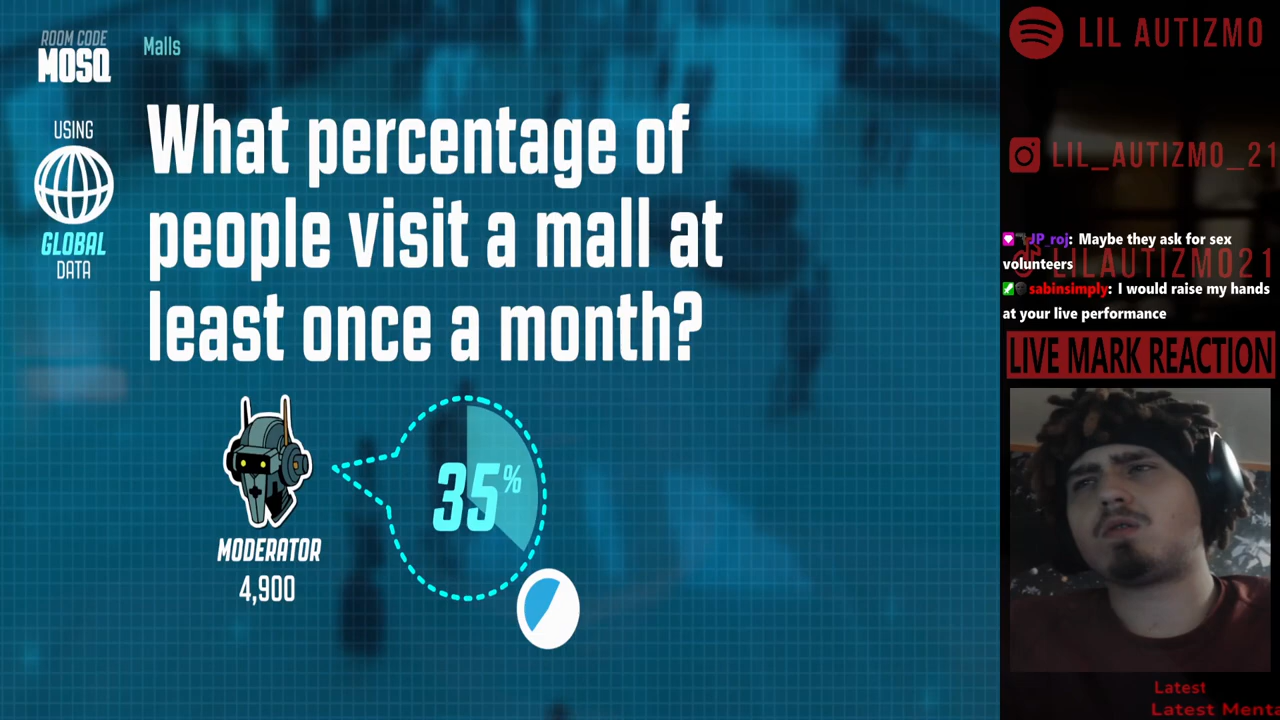 ROOM CODE
MOSQ
Malls
USING
GLOBAL
DATA
What percentage of
people visit a mall at
least once a month?
35%
MODERATOR
4,900
LIL AUTIZMO
LIL_AUTIZMO_21
JP_roj: Maybe they ask for sex
volunteers
LILAUTIZMO21
sabinsimply: I would raise my hands
at your live performance
LIVE MARK REACTION
Latest
Latest Menta